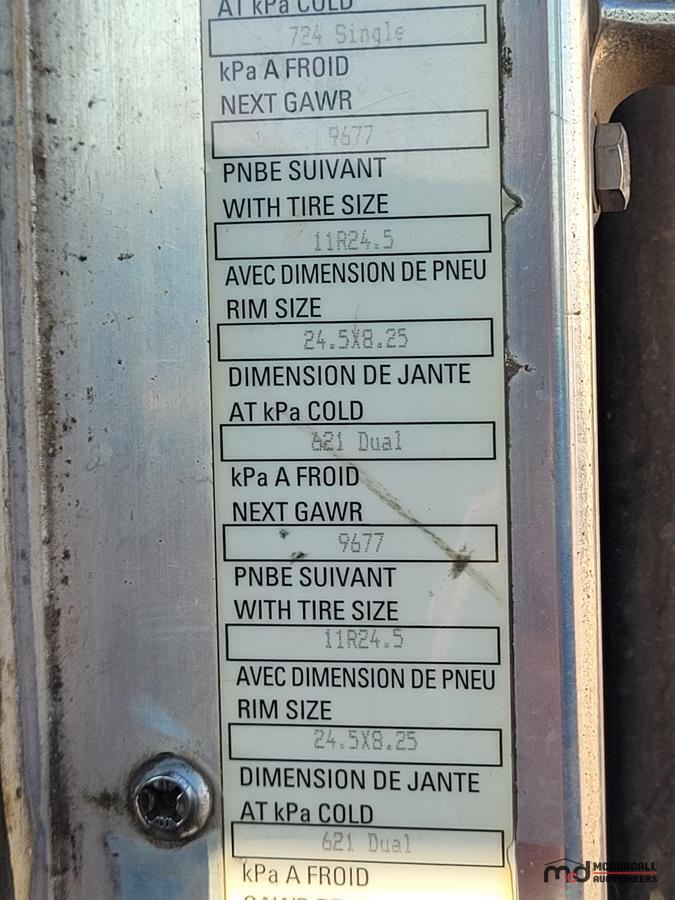 AT kPa COLD
724 Single
kPa A FROID
NEXT GAWR
9677
PNBE SUIVANT
WITH TIRE SIZE
11R24.5
AVEC DIMENSION DE PNEU
RIM SIZE
24.5X8.25
DIMENSION DE JANTE
AT kPa COLD
621 Dual
kPa A FROID
NEXT GAWR
9677
PNBE SUIVANT
WITH TIRE SIZE
11R24.5
AVEC DIMENSION DE PNEU
RIM SIZE
24.5X8.25
DIMENSION DE JANTE
AT kPa COLD
621 Dual
kPa A FROID
md MCDOUGALL
AUCTIONEERS